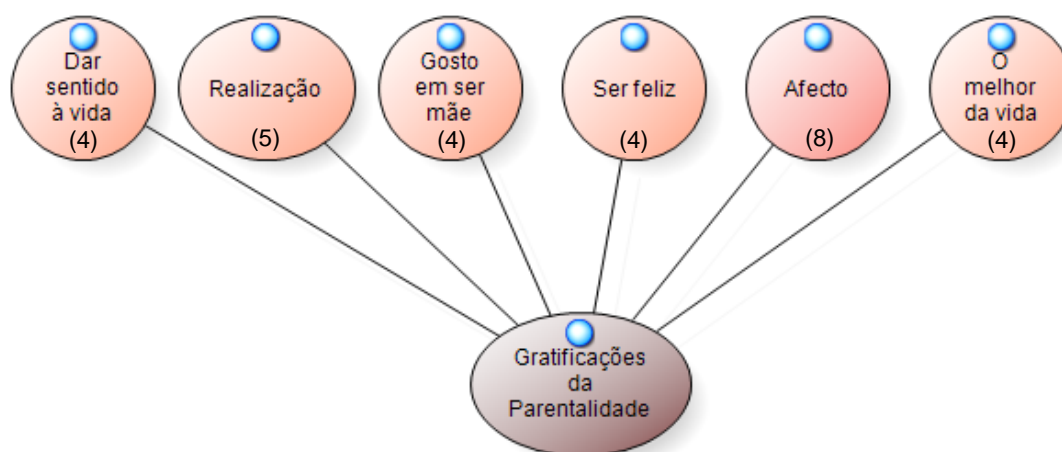 Dar
sentido
à vida
(4)
Realização
(5)
Gosto
em ser
mãe
(4)
Ser feliz
(4)
Afecto
(8)
O
melhor
da vida
(4)
Gratificações
da
Parentalidade